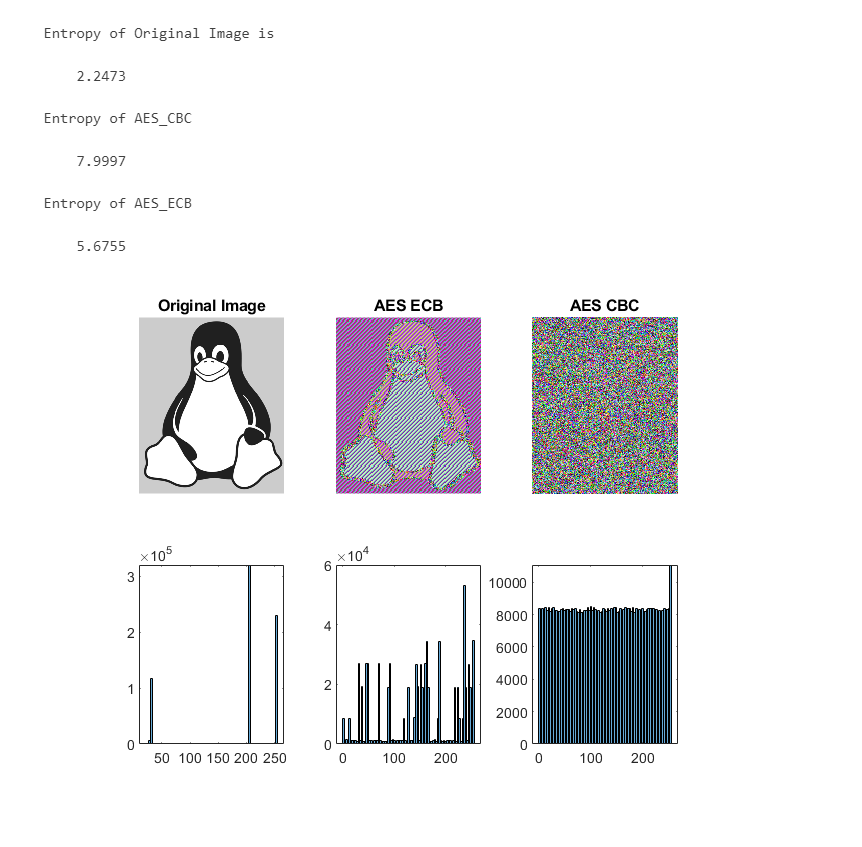 Entropy of Original Image is
2.2473
Entropy of AES_CBC
7.9997
Entropy of AES_ECB
5.6755
Original Image
AES ECB
AES CBC
×10^5
3
2
1
0
50 100 150 200 250
×10^4
6
4
2
0
0 100 200
10000
8000
6000
4000
2000
0
0 100 200